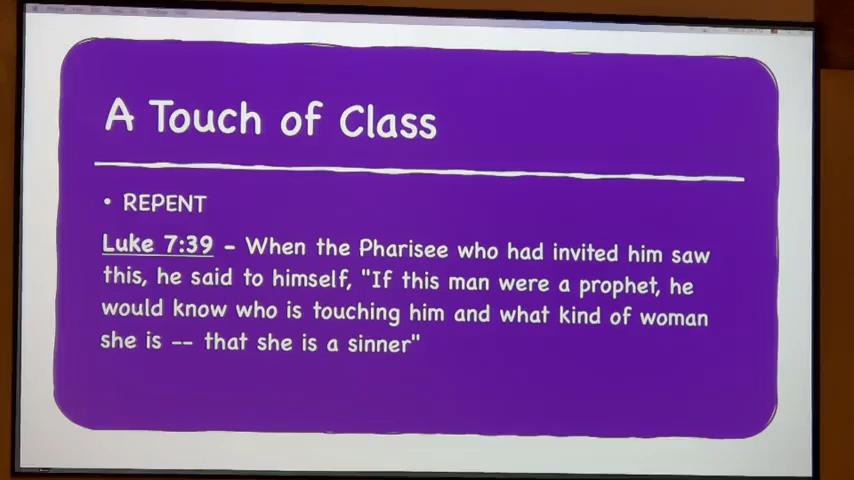 A Touch of Class
• REPENT
Luke 7:39 – When the Pharisee who had invited him saw
this, he said to himself, "If this man were a prophet, he
would know who is touching him and what kind of woman
she is -- that she is a sinner"